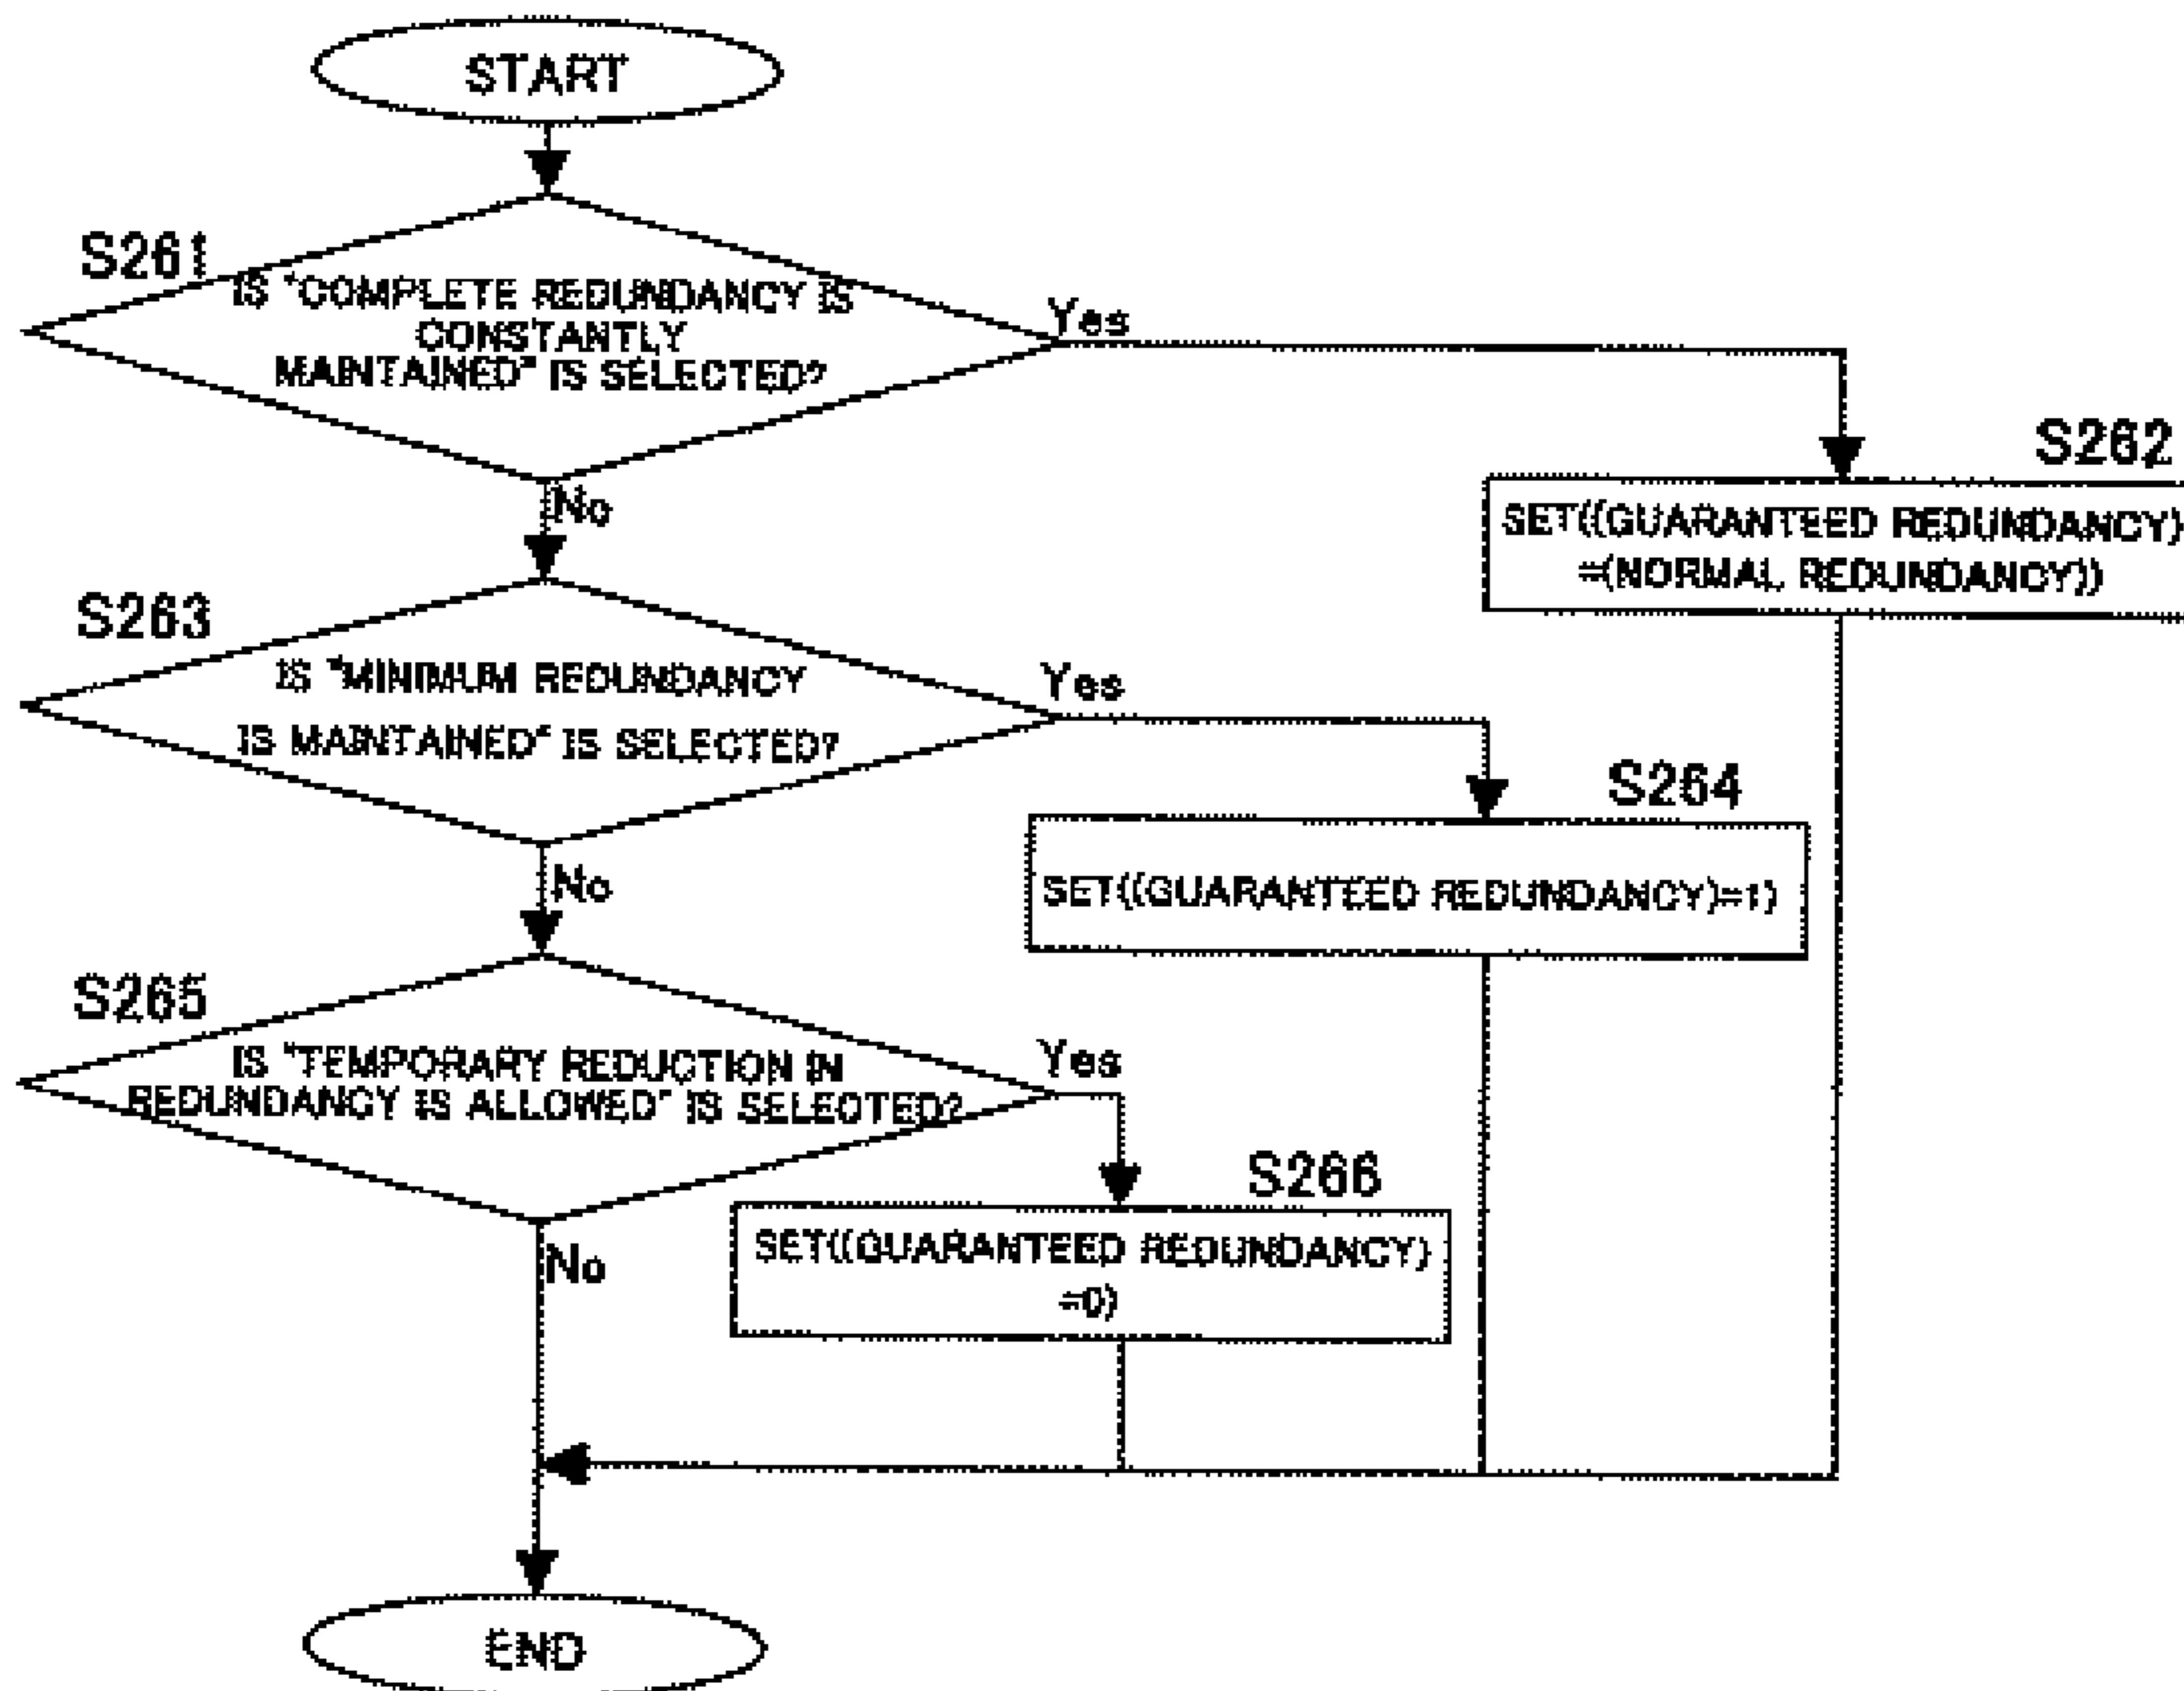 START
S261
IS "COMPLETE REDUNDANCY IS
CONSTANTLY
MAINTAINED" IS SELECTED?
Yes
No
S262
SET((GUARANTEED REDUNDANCY)
=(NORMAL REDUNDANCY))
S263
IS "MINIMUM REDUNDANCY
IS MAINTAINED" IS SELECTED?
Yes
No
S264
SET((GUARANTEED REDUNDANCY)=1)
S265
IS "TEMPORARY REDUCTION IN
REDUNDANCY IS ALLOWED" IS SELECTED?
Yes
No
S266
SET((GUARANTEED REDUNDANCY)
=0)
END